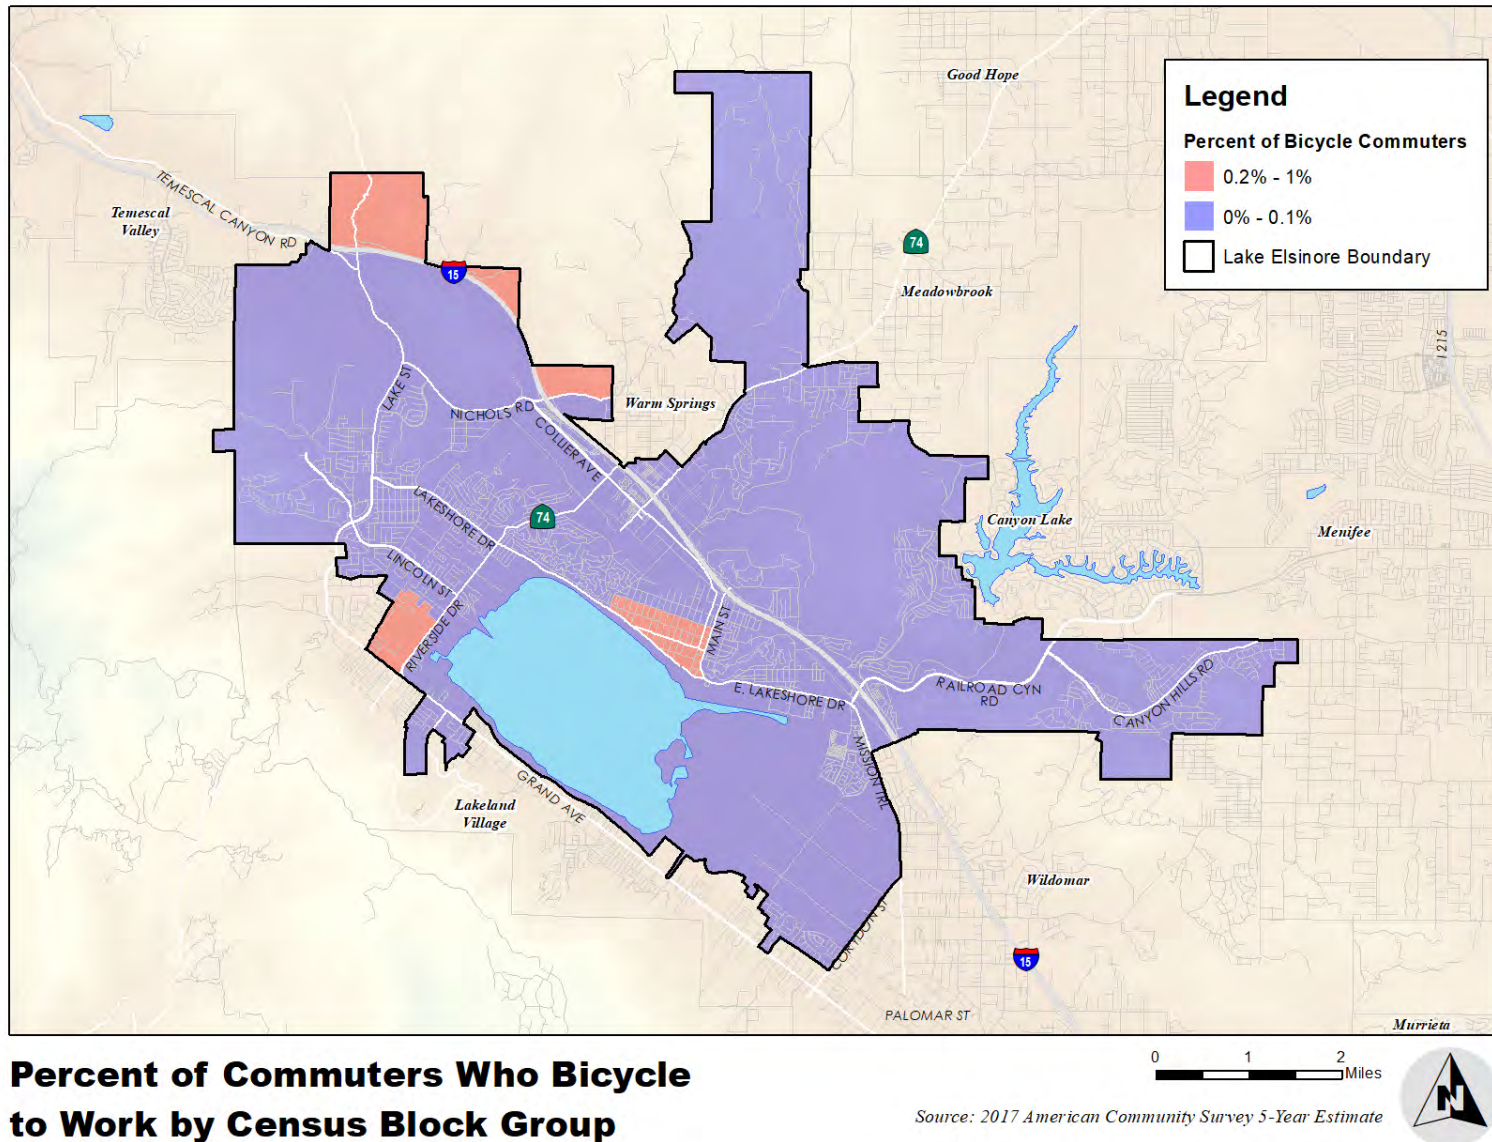 Good Hope
Legend
Percent of Bicycle Commuters
0.2% - 1%
0% - 0.1%
Lake Elsinore Boundary
TEMESCAL CANYON RD
Temescal
Valley
15
74
Meadowbrook
I 215
LAKE ST
NICHOLS RD
COLLIER AVE
Warm Springs
LAKESHORE DR
74
Canyon Lake
Menifee
LINCOLN ST
RIVERSIDE DR
MAIN ST
E. LAKESHORE DR
RAILROAD CYN
RD
CANYON HILLS RD
MISSION TRL
GRAND AVE
Lakeland
Village
Wildomar
CORYDON ST
15
PALOMAR ST
Murrieta
Percent of Commuters Who Bicycle
to Work by Census Block Group
0 1 2
Miles
Source: 2017 American Community Survey 5-Year Estimate
N